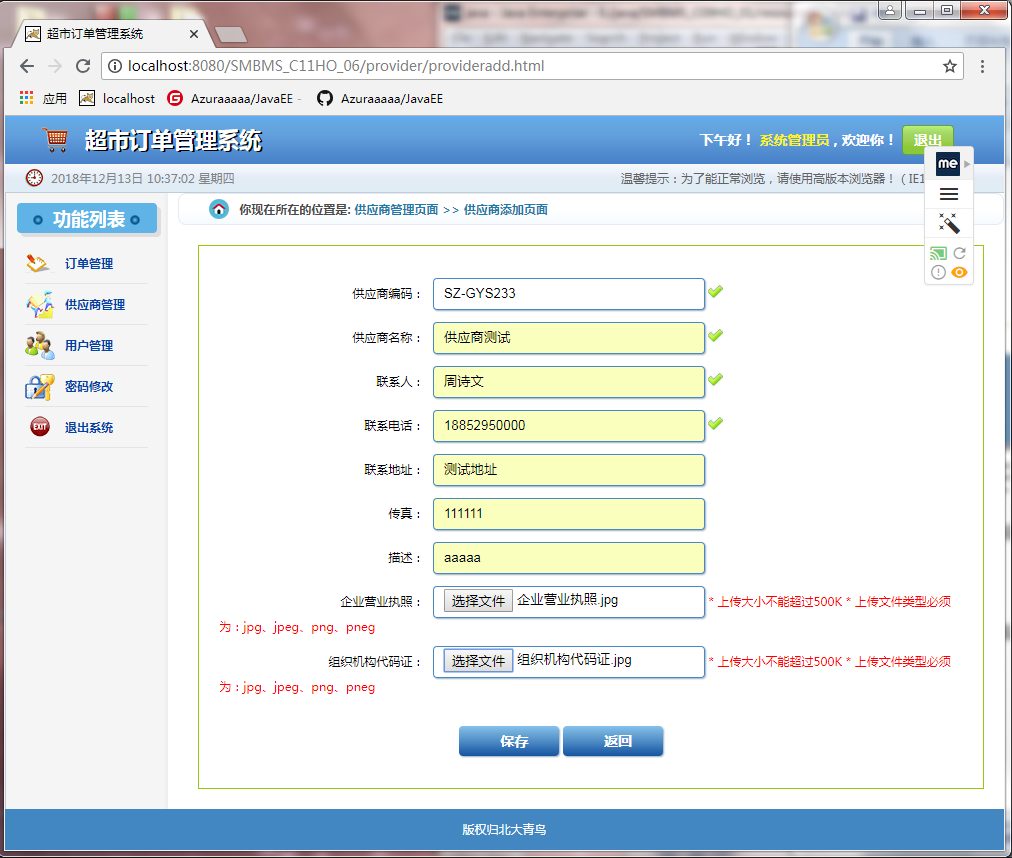 超市订单管理系统
localhost:8080/SMBMS_C11HO_06/provider/provideradd.html
应用 localhost Azuraaaaa/JavaEE - Azuraaaaa/JavaEE
超市订单管理系统
下午好！ 系统管理员 , 欢迎你！ 退出
2018年12月13日 10:37:02 星期四
温馨提示：为了能正常浏览，请使用高版本浏览器！（IE1
me
功能列表
你现在所在的位置是: 供应商管理页面 >> 供应商添加页面
订单管理
供应商管理
用户管理
密码修改
EXIT 退出系统
供应商编码： SZ-GYS233
供应商名称： 供应商测试
联系人： 周诗文
联系电话： 18852950000
联系地址： 测试地址
传真： 111111
描述： aaaaa
企业营业执照： 选择文件 企业营业执照.jpg * 上传大小不能超过500K * 上传文件类型必须
为：jpg、jpeg、png、pneg
组织机构代码证： 选择文件 组织机构代码证.jpg * 上传大小不能超过500K * 上传文件类型必须
为：jpg、jpeg、png、pneg
保存 返回
版权归北大青鸟